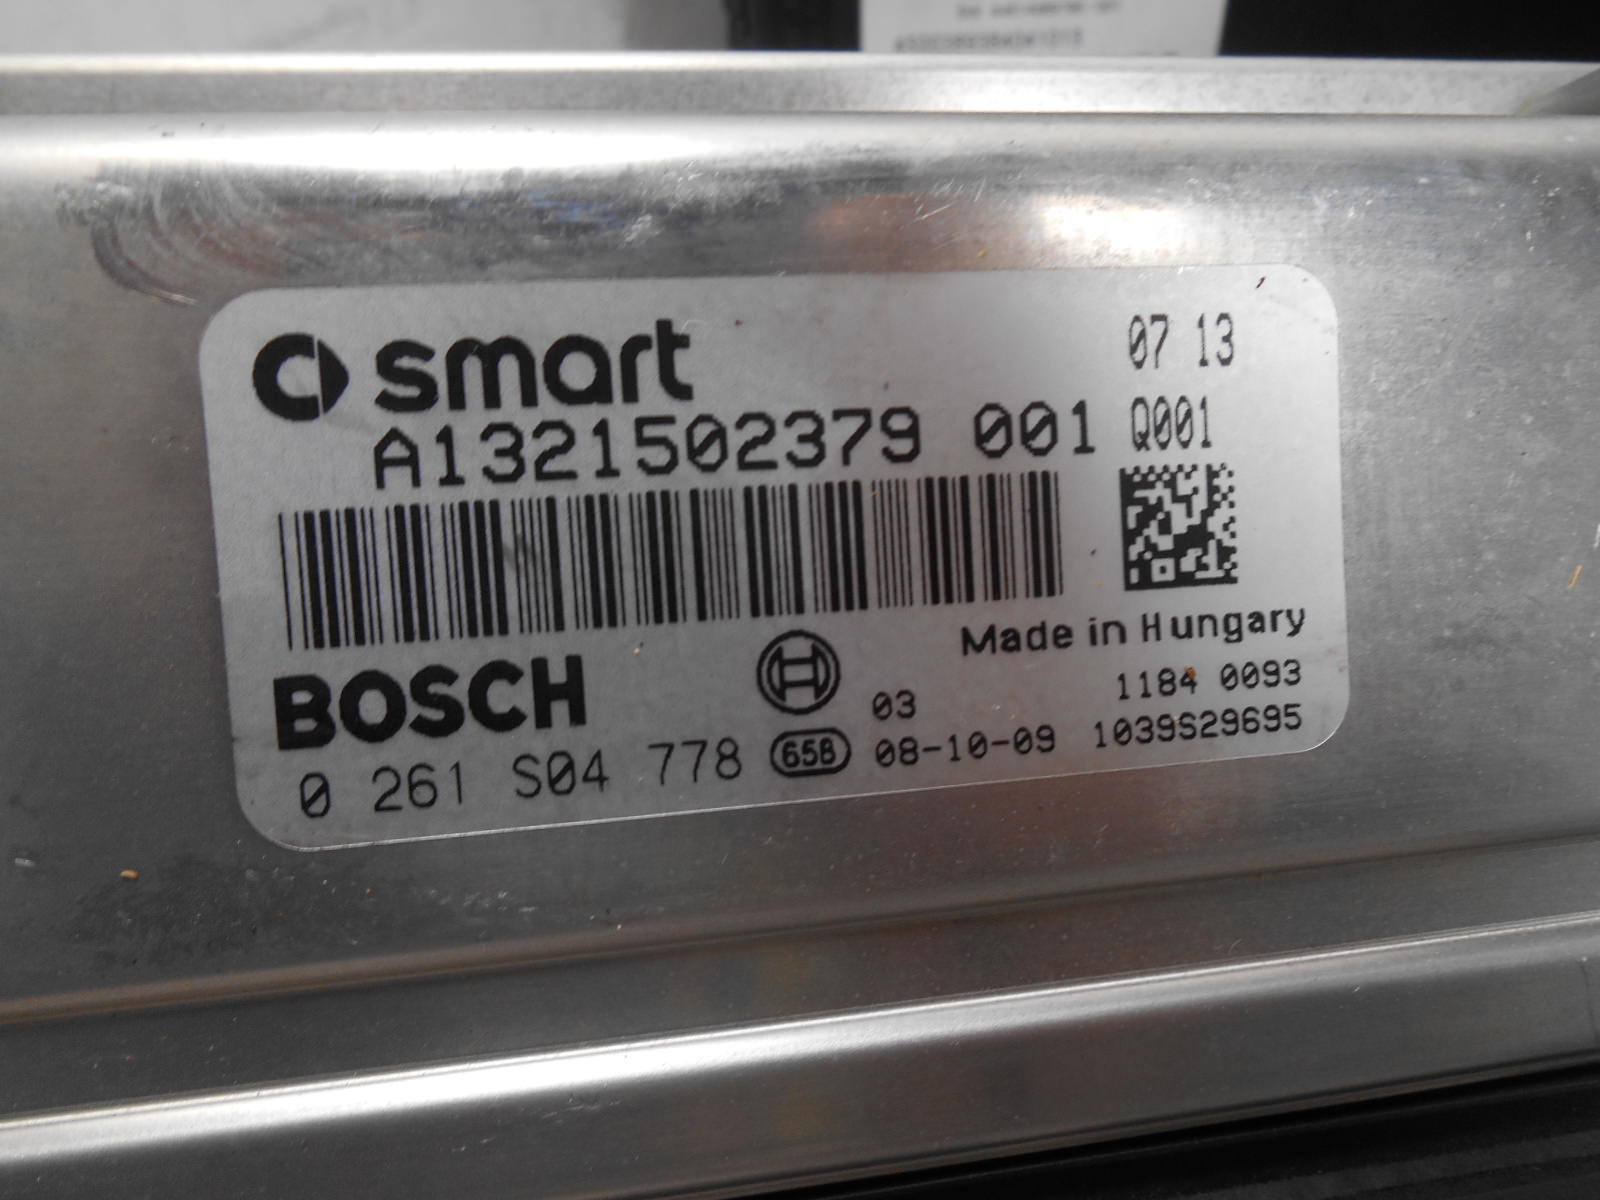 smart
07 13
A1321502379 001 Q001
Made in Hungary
BOSCH
03 1184 0093
0 261 S04 778 658 08-10-09 1039S29695